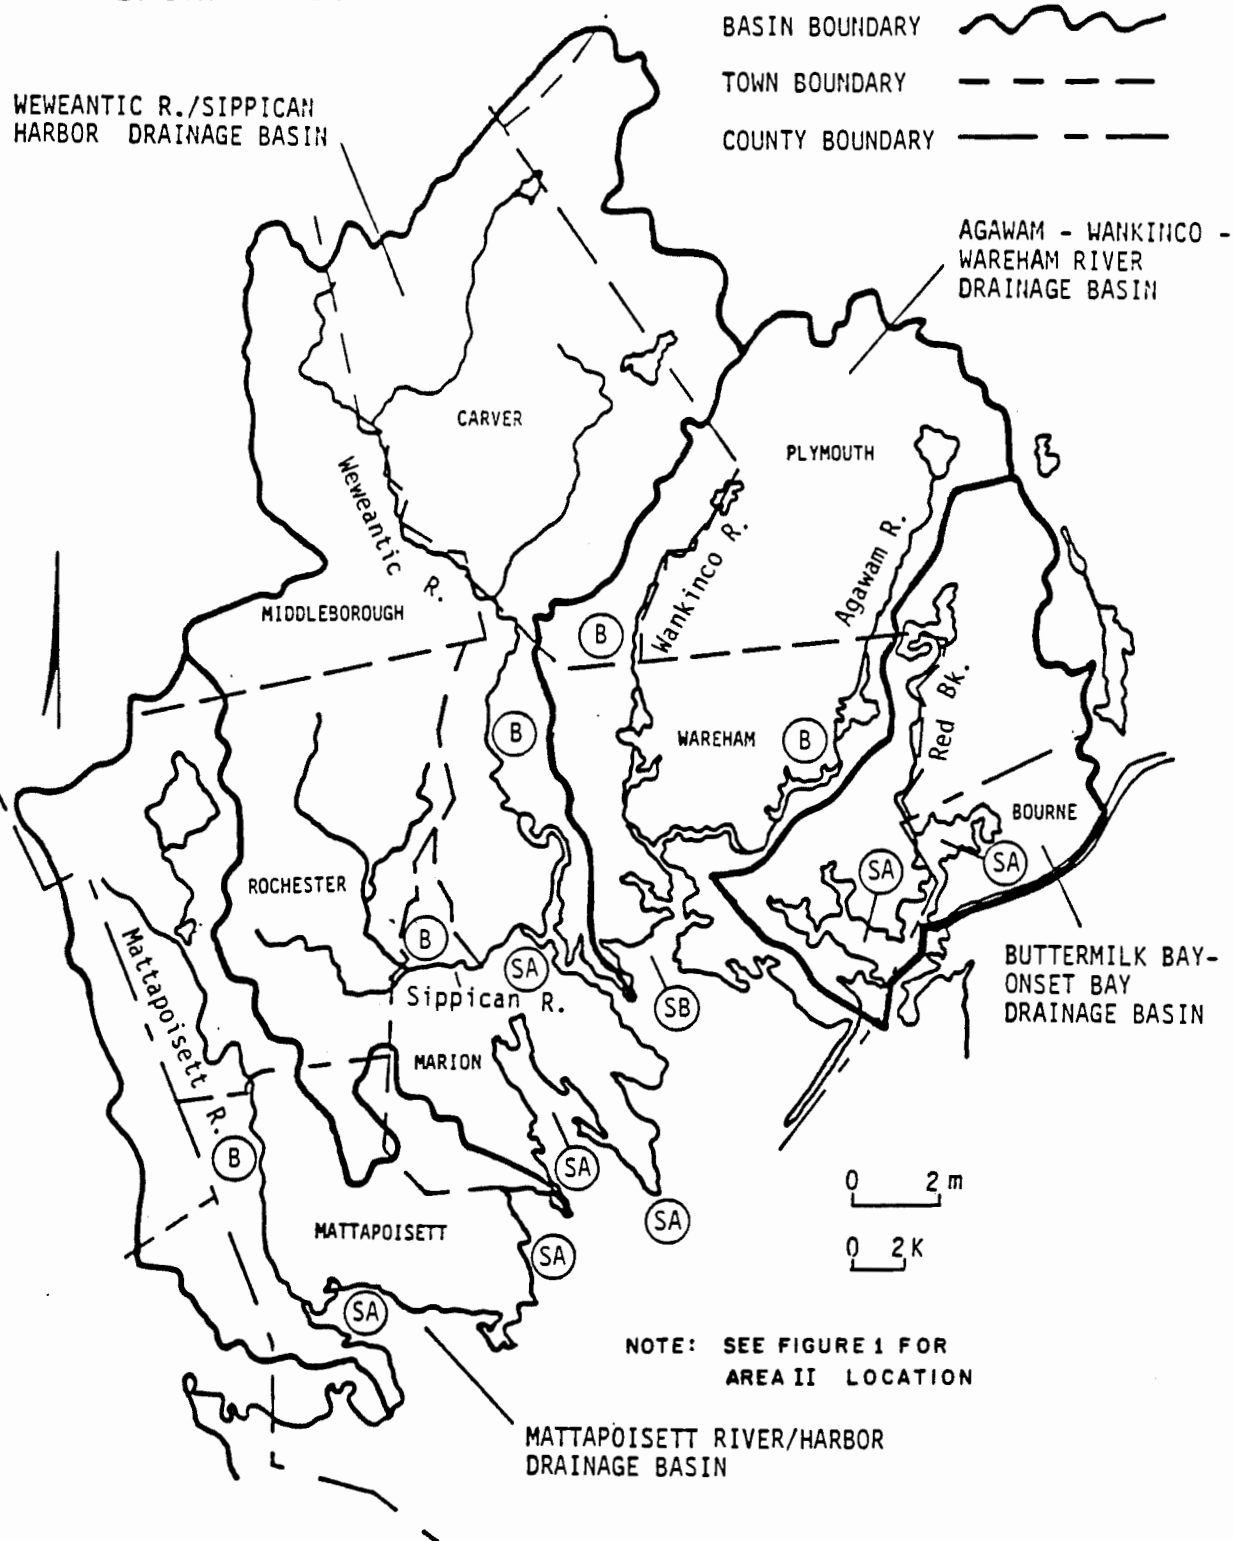 BASIN BOUNDARY
TOWN BOUNDARY
COUNTY BOUNDARY
WEWEANTIC R./SIPPICAN
HARBOR DRAINAGE BASIN
AGAWAM - WANKINCO -
WAREHAM RIVER
DRAINAGE BASIN
CARVER
PLYMOUTH
Weweantic R.
Wankinco R.
Agawam R.
MIDDLEBOROUGH
B
Red Bk.
B
WAREHAM
B
BOURNE
SA
SA
ROCHESTER
B
SA
Mattapoisett R.
Sippican R.
SB
BUTTERMILK BAY-
ONSET BAY
DRAINAGE BASIN
MARION
B
SA
0 2 m
SA
MATTAPOISETT
SA
0 2K
SA
NOTE: SEE FIGURE 1 FOR
AREA II LOCATION
MATTAPOISETT RIVER/HARBOR
DRAINAGE BASIN